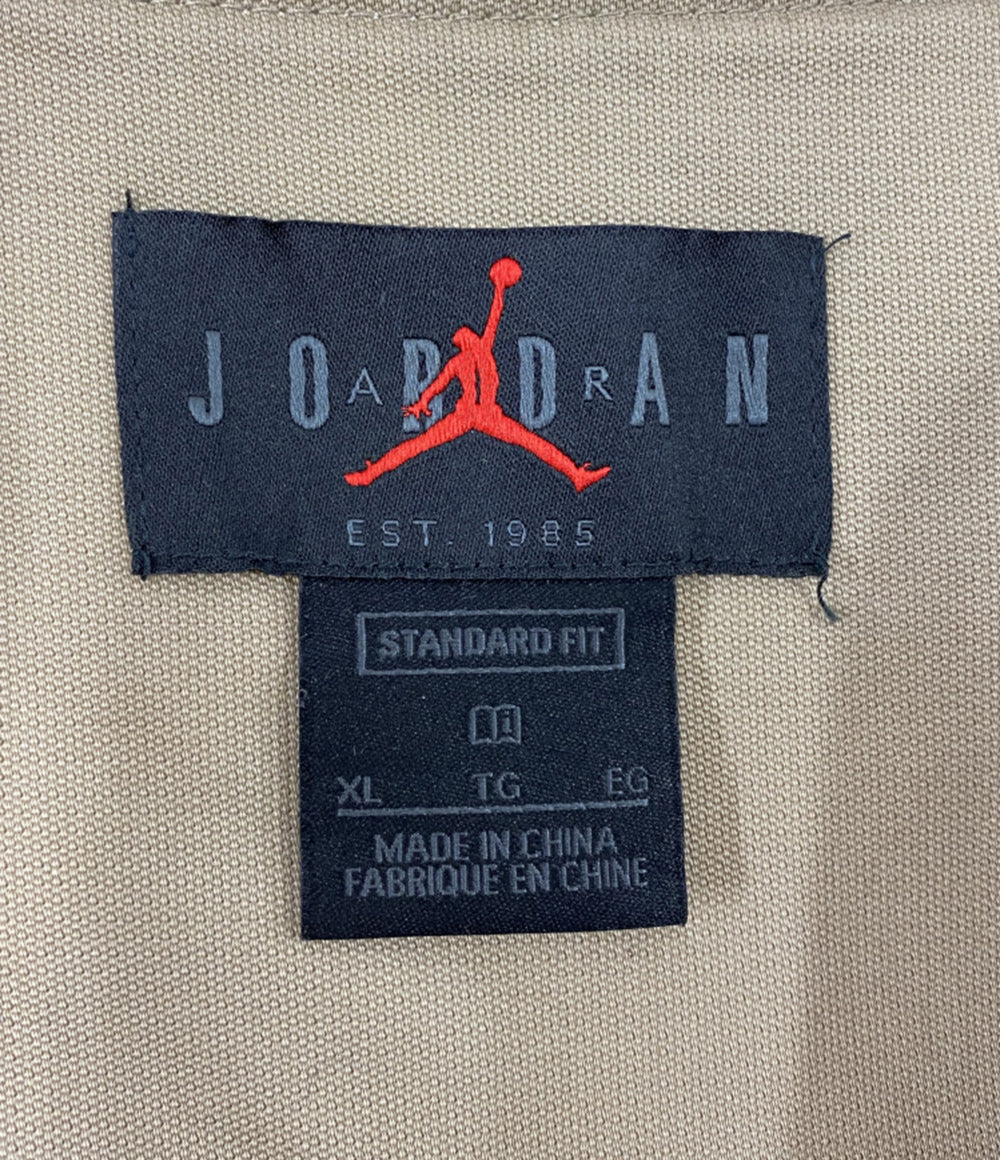 JORDAN
AIR
EST. 1985
STANDARD FIT
XL TG EG
MADE IN CHINA
FABRIQUE EN CHINE